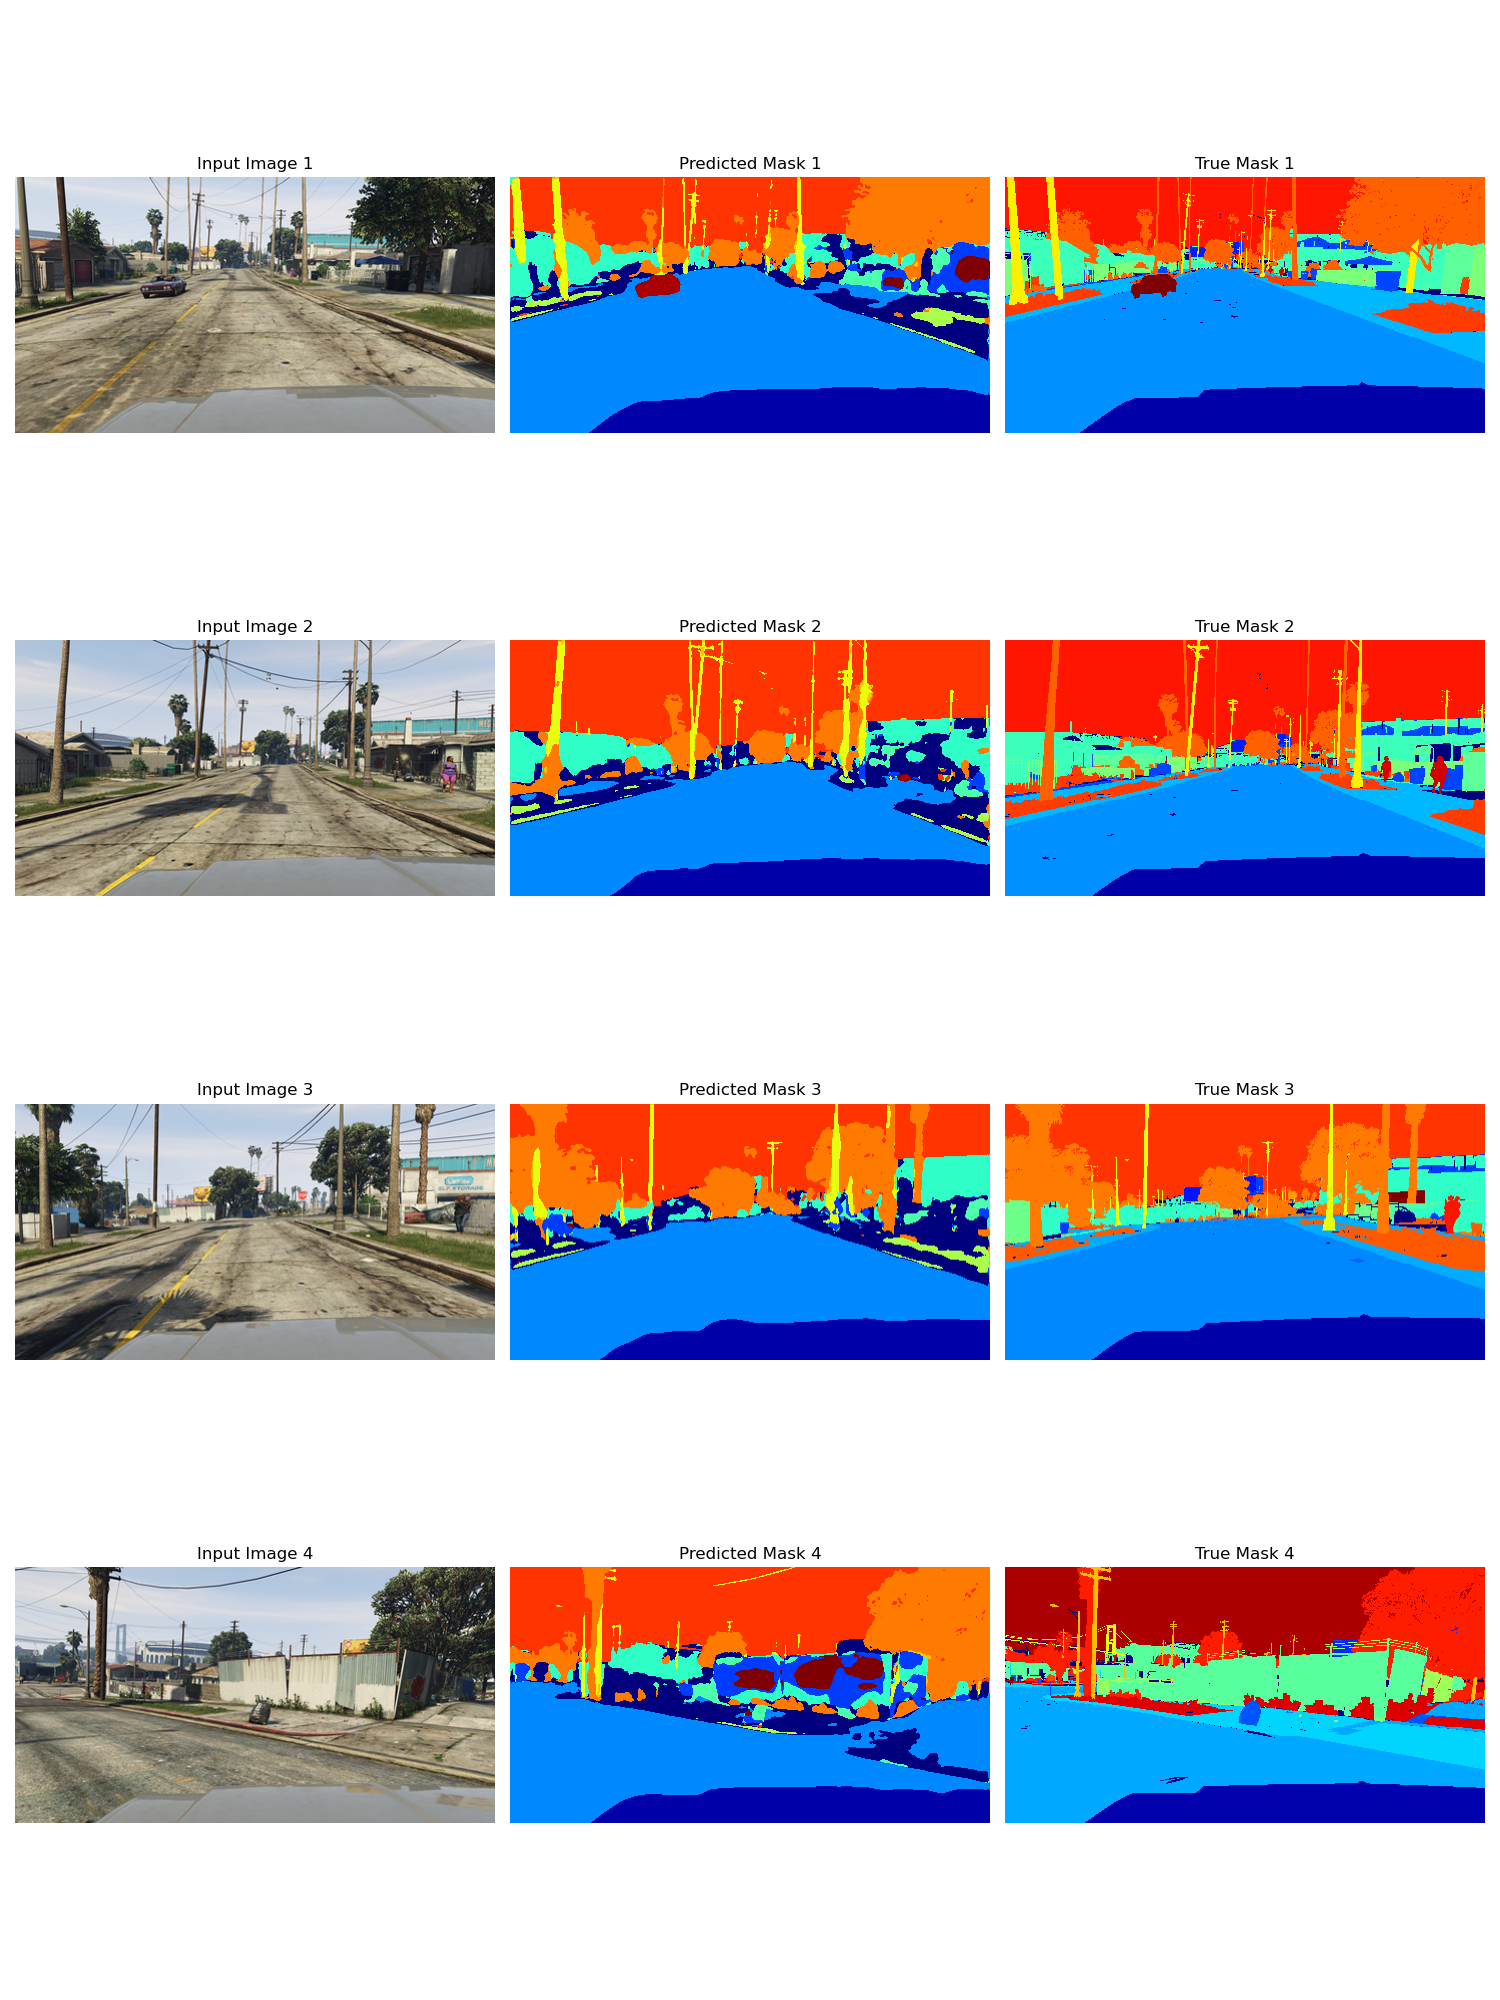 Input Image 1
Predicted Mask 1
True Mask 1
Input Image 2
Predicted Mask 2
True Mask 2
Input Image 3
Predicted Mask 3
True Mask 3
Input Image 4
Predicted Mask 4
True Mask 4